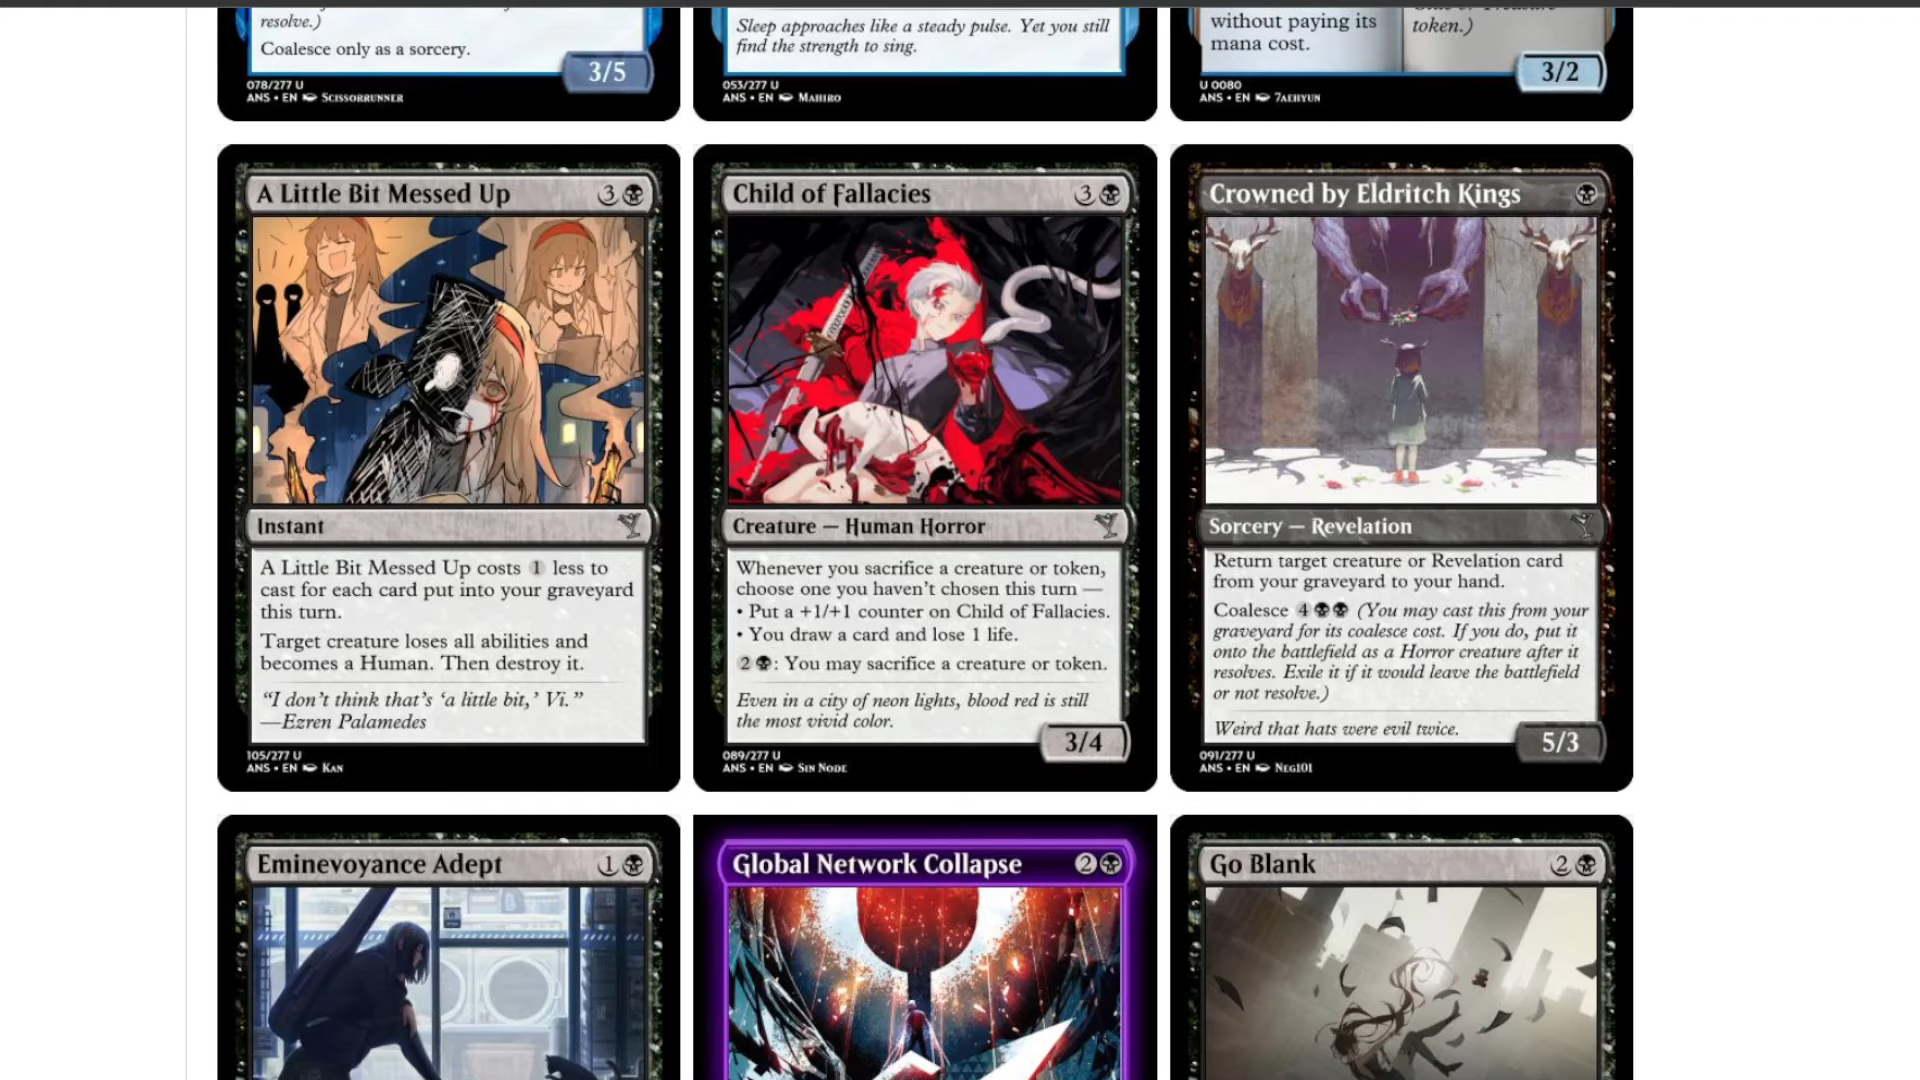 resolve.)
Coalesce only as a sorcery.
3/5
078/277 U
ANS • EN SCISSORRUNNER
Sleep approaches like a steady pulse. Yet you still
find the strength to sing.
053/277 U
ANS • EN MAHIRO
without paying its
mana cost.
token.)
3/2
U 0080
ANS • EN 7AEHYUN
A Little Bit Messed Up 3
Instant
A Little Bit Messed Up costs 1 less to
cast for each card put into your graveyard
this turn.
Target creature loses all abilities and
becomes a Human. Then destroy it.
“I don’t think that’s ‘a little bit,’ Vi.”
—Ezren Palamedes
105/277 U
ANS • EN KAN
Child of Fallacies 3
Creature — Human Horror
Whenever you sacrifice a creature or token,
choose one you haven’t chosen this turn —
• Put a +1/+1 counter on Child of Fallacies.
• You draw a card and lose 1 life.
2 : You may sacrifice a creature or token.
Even in a city of neon lights, blood red is still
the most vivid color.
3/4
089/277 U
ANS • EN SIN NODE
Crowned by Eldritch Kings
Sorcery — Revelation
Return target creature or Revelation card
from your graveyard to your hand.
Coalesce 4 (You may cast this from your
graveyard for its coalesce cost. If you do, put it
onto the battlefield as a Horror creature after it
resolves. Exile it if it would leave the battlefield
or not resolve.)
Weird that hats were evil twice.
5/3
091/277 U
ANS • EN NEG101
Eminevoyance Adept 1
Global Network Collapse 2
Go Blank 2